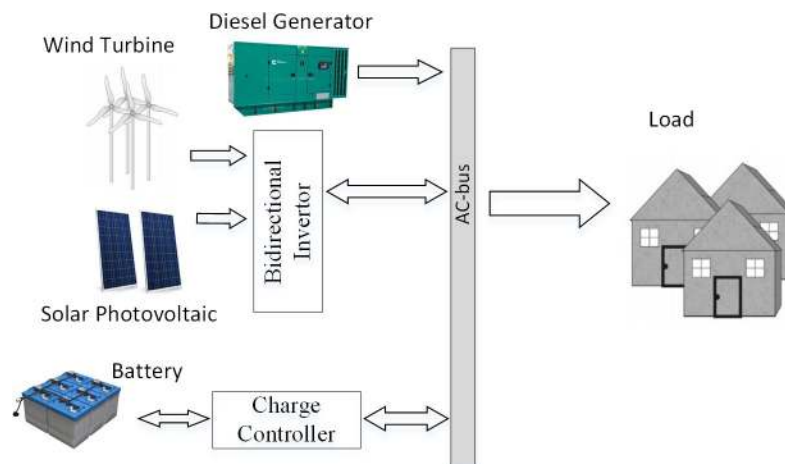 Diesel Generator
Wind Turbine
Load
Bidirectional
Invertor
AC-bus
Solar Photovoltaic
Battery
Charge
Controller